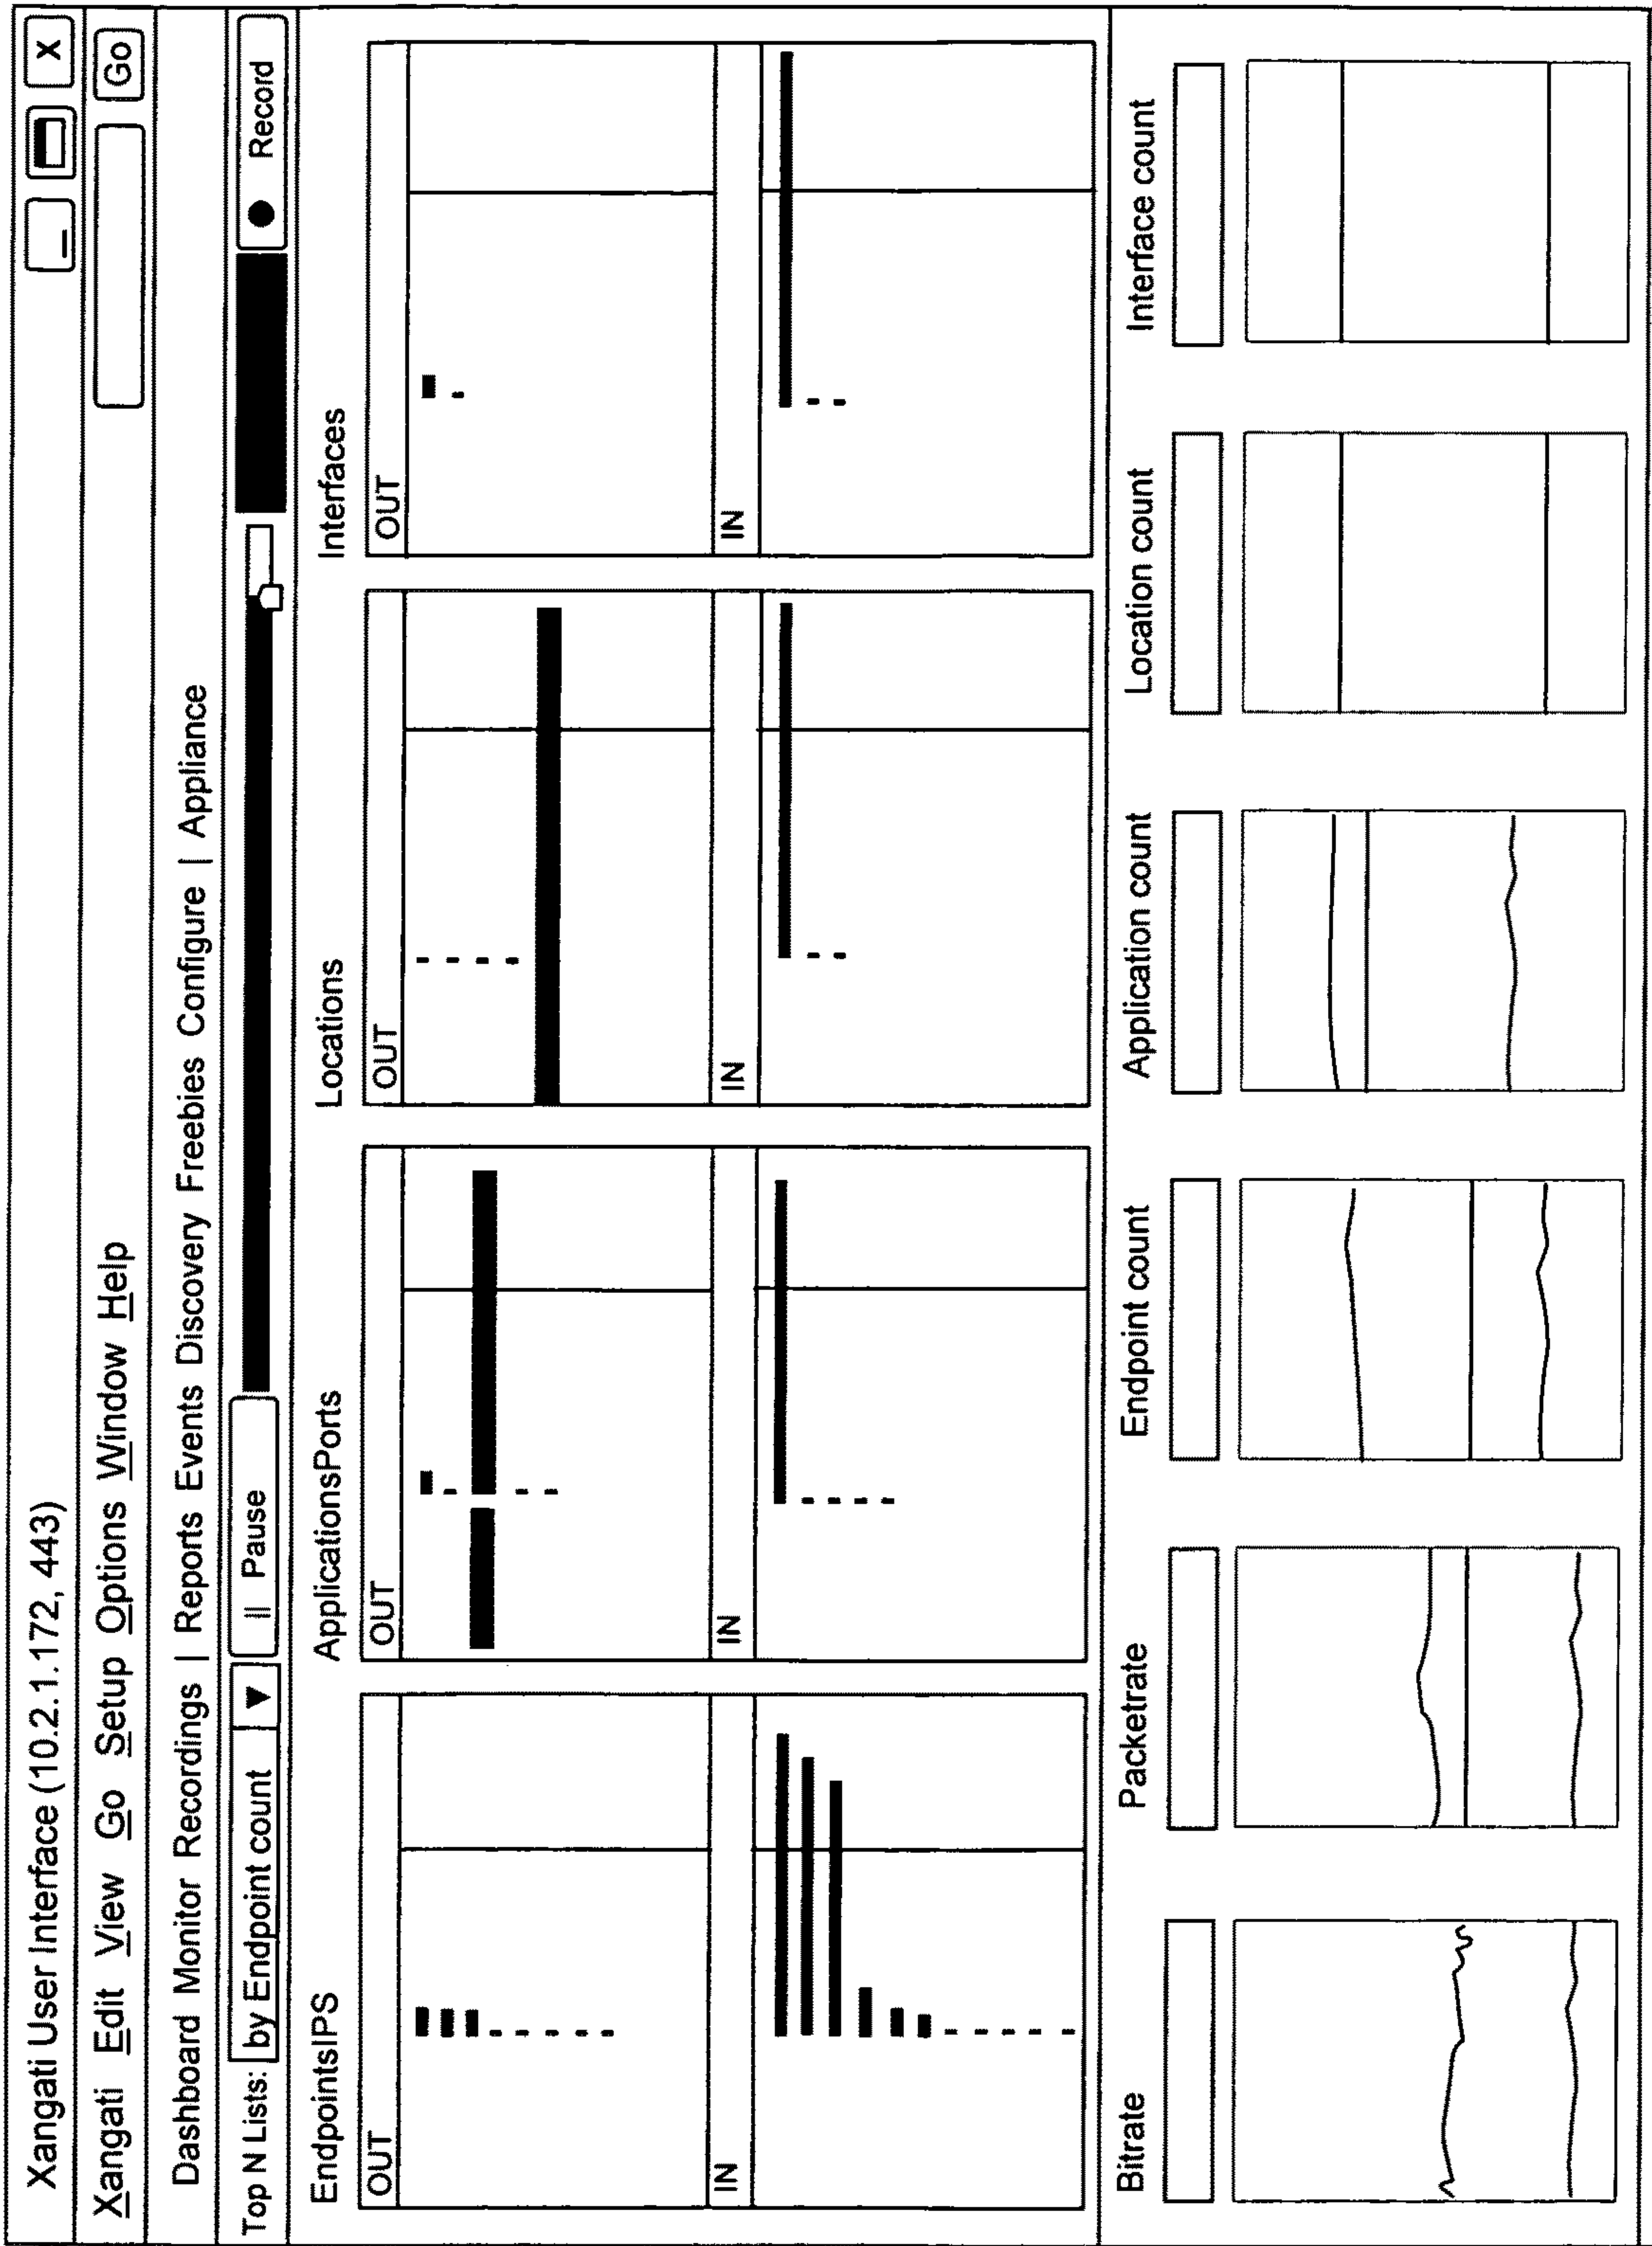 Xangati User Interface (10.2.1.172, 443) _ X
Xangati Edit View Go Setup Options Window Help Go
Dashboard Monitor Recordings | Reports Events Discovery Freebies Configure | Appliance
Top N Lists: by Endpoint count ▼ || Pause ● Record
EndpointsIPS ApplicationsPorts Locations Interfaces
OUT OUT OUT OUT
IN IN IN IN
Bitrate Packetrate Endpoint count Application count Location count Interface count